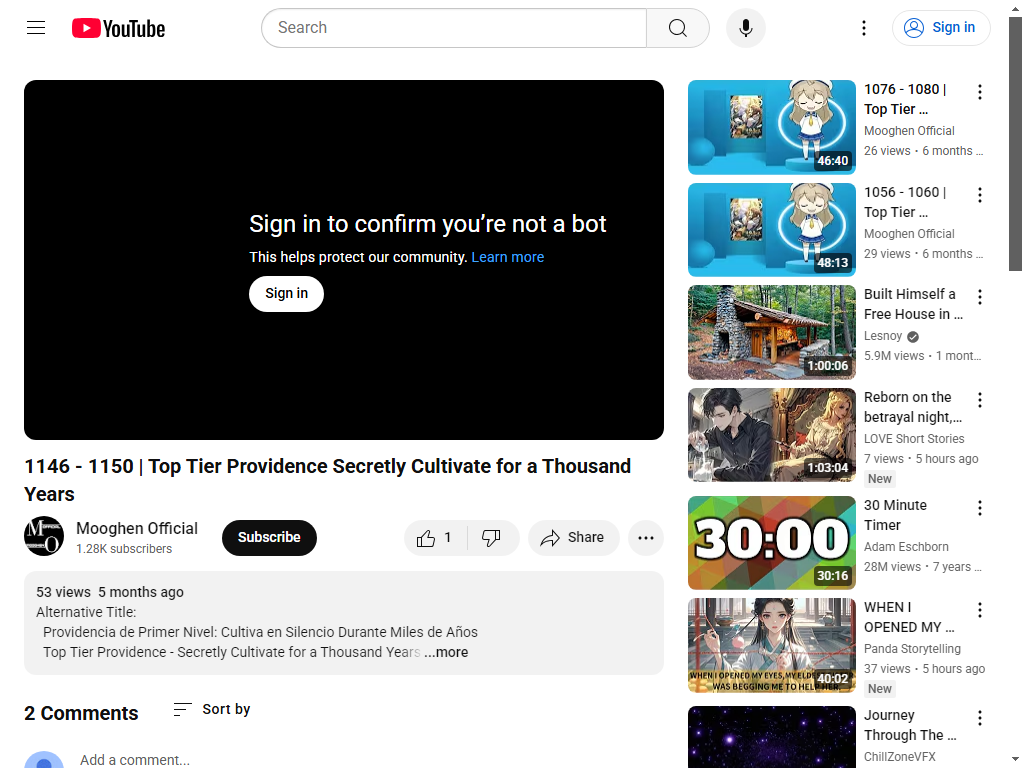 YouTube
Search
Sign in
Sign in to confirm you’re not a bot
This helps protect our community. Learn more
Sign in
1146 - 1150 | Top Tier Providence Secretly Cultivate for a Thousand
Years
Mooghen Official
1.28K subscribers
Subscribe
1
Share
53 views 5 months ago
Alternative Title:
Providencia de Primer Nivel: Cultiva en Silencio Durante Miles de Años
Top Tier Providence - Secretly Cultivate for a Thousand Years ...more
2 Comments
Sort by
Add a comment...
46:40
1076 - 1080 |
Top Tier ...
Mooghen Official
26 views • 6 months ...
48:13
1056 - 1060 |
Top Tier ...
Mooghen Official
29 views • 6 months ...
1:00:06
Built Himself a
Free House in ...
Lesnoy
5.9M views • 1 mont...
1:03:04
Reborn on the
betrayal night,...
LOVE Short Stories
7 views • 5 hours ago
New
30:00
30:16
30 Minute
Timer
Adam Eschborn
28M views • 7 years ...
WHEN I OPENED MY EYES, MY
WAS BEGGING ME TO HELP HER.
40:02
WHEN I
OPENED MY ...
Panda Storytelling
37 views • 5 hours ago
New
Journey
Through The ...
ChillZoneVFX